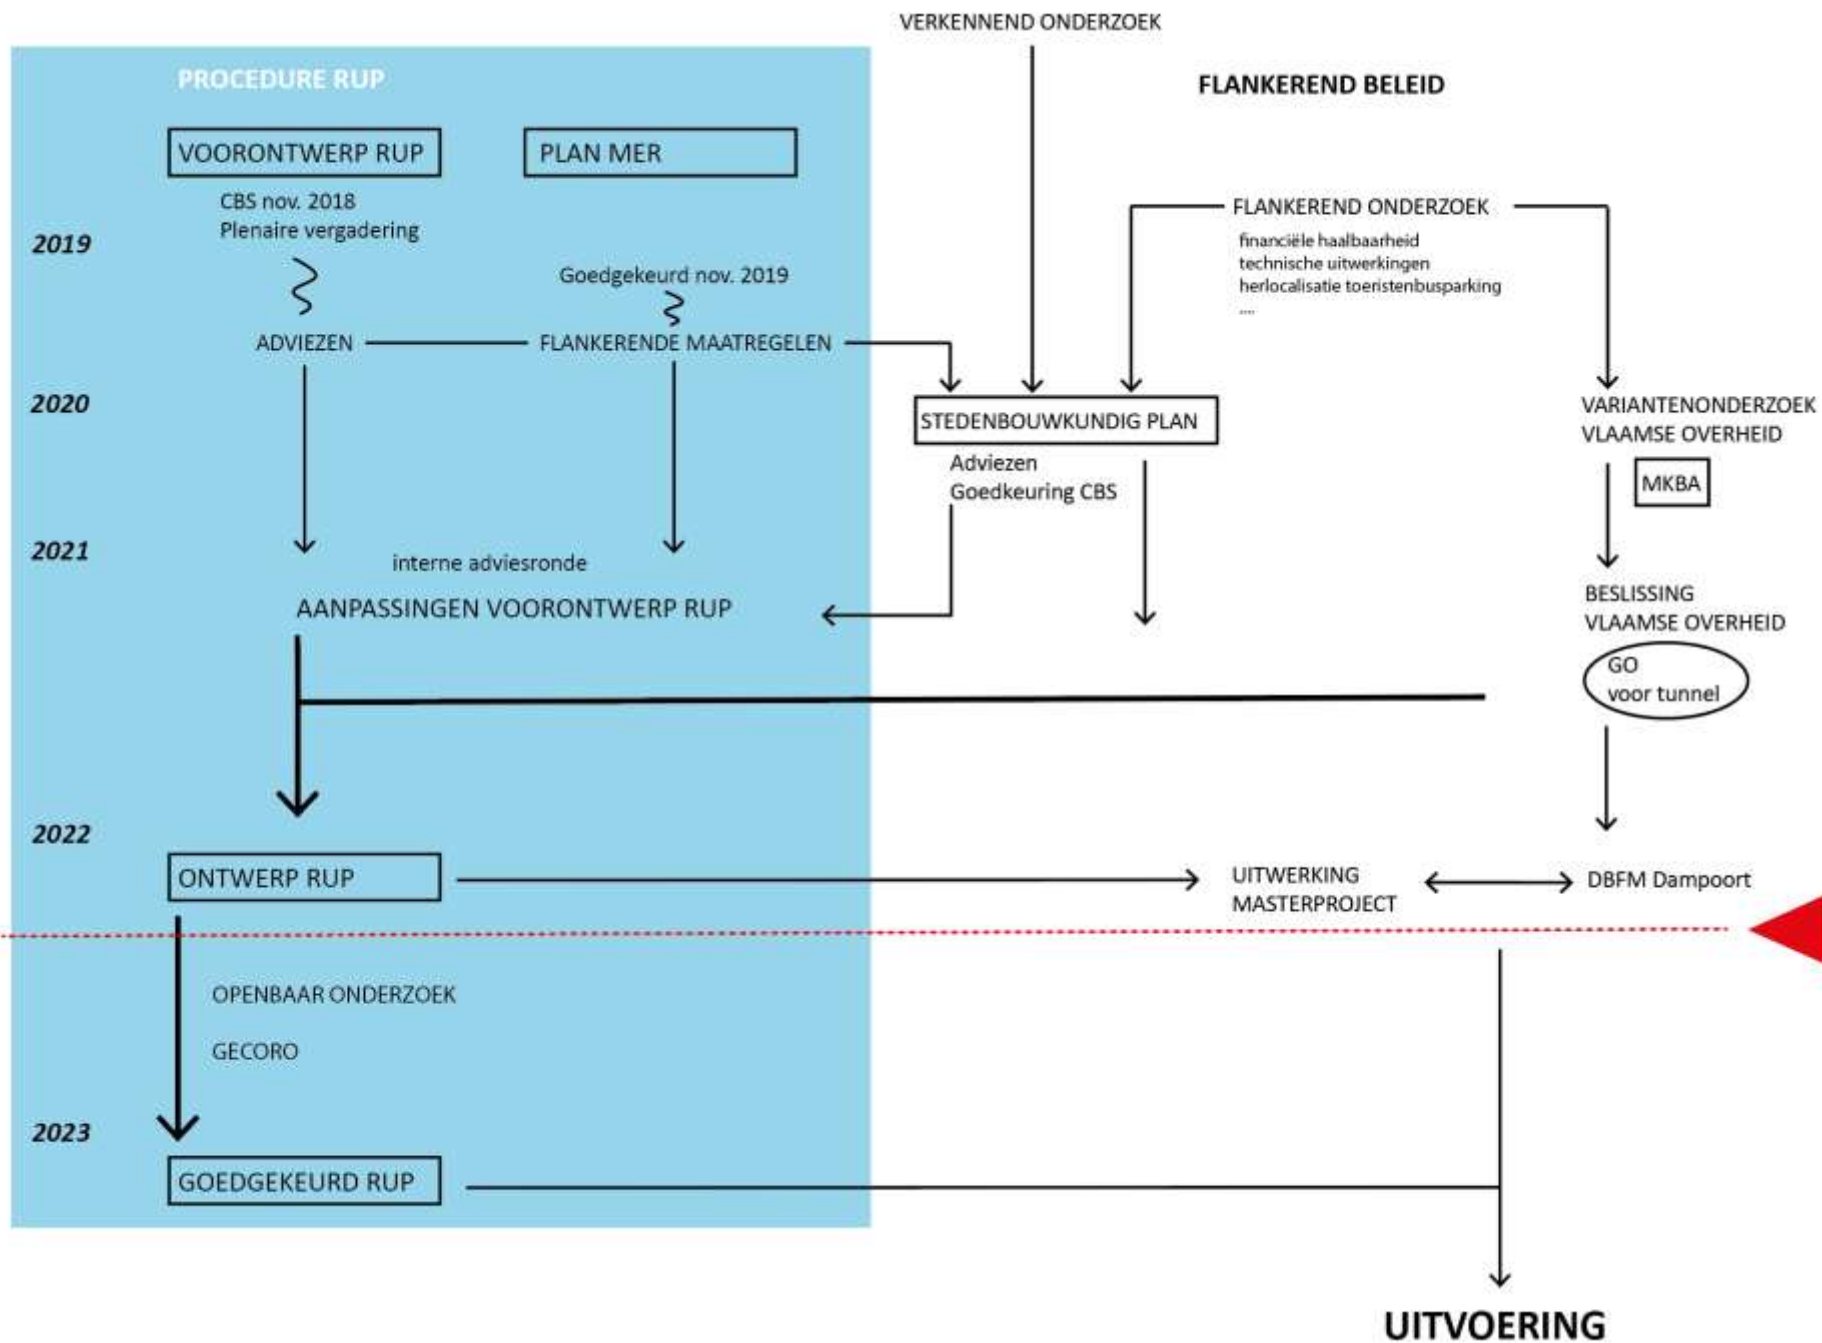 VERKENNEND ONDERZOEK
PROCEDURE RUP
FLANKEREND BELEID
VOORONTWERP RUP
PLAN MER
CBS nov. 2018
Plenaire vergadering
2019
Goedgekeurd nov. 2019
FLANKEREND ONDERZOEK
financiële haalbaarheid
technische uitwerkingen
herlocalisatie toeristenbusparking
....
ADVIEZEN
FLANKERENDE MAATREGELEN
2020
STEDENBOUWKUNDIG PLAN
Adviezen
Goedkeuring CBS
VARIANTENONDERZOEK
VLAAMSE OVERHEID
MKBA
2021
interne adviesronde
AANPASSINGEN VOORONTWERP RUP
BESLISSING
VLAAMSE OVERHEID
GO
voor tunnel
2022
ONTWERP RUP
UITWERKING
MASTERPROJECT
DBFM Dampoort
OPENBAAR ONDERZOEK
GECORO
2023
GOEDGEKEURD RUP
UITVOERING